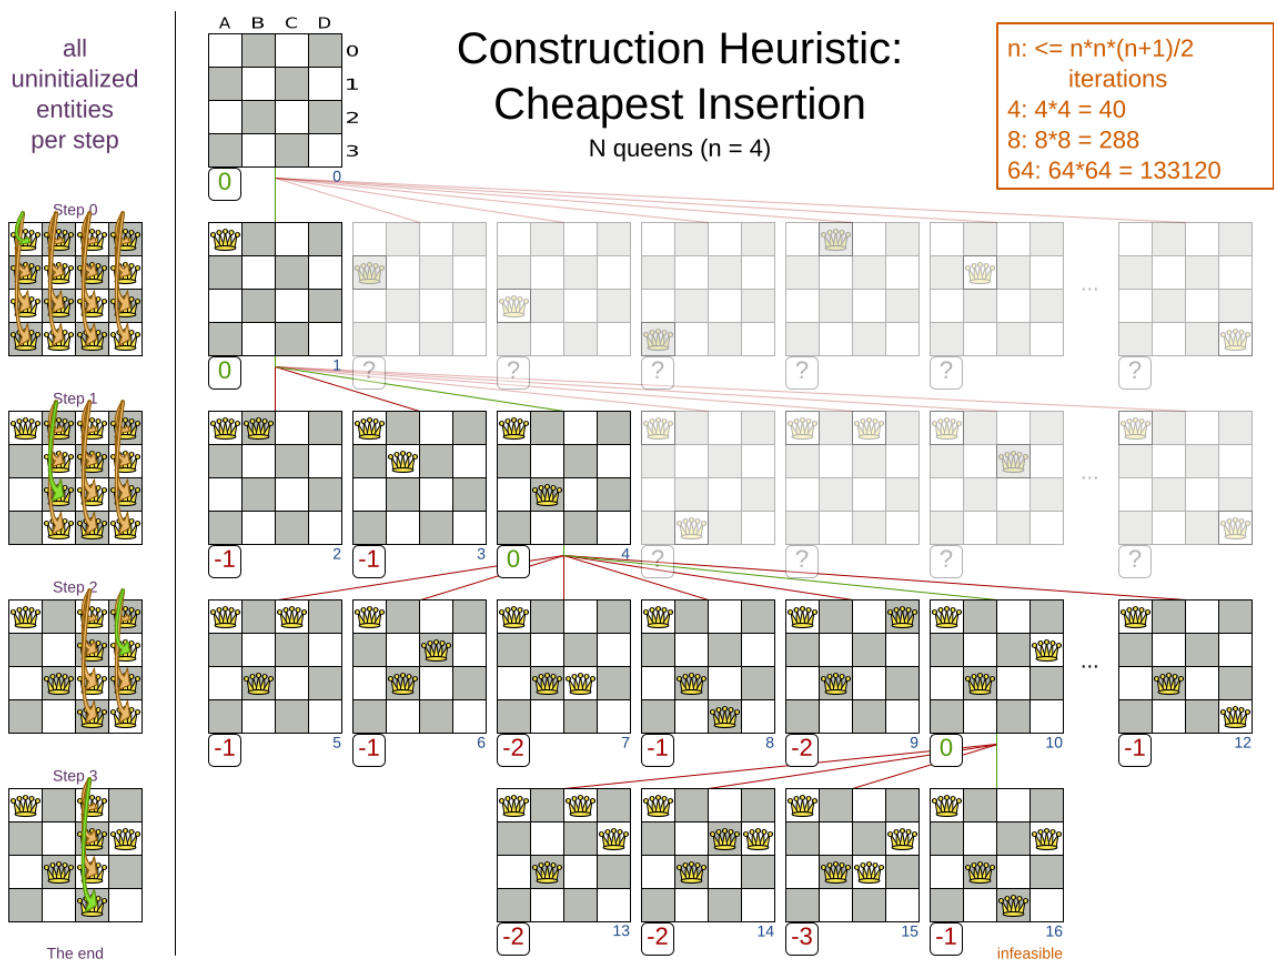 all
uninitialized
entities
per step
A B C D
0
1
2
3
Construction Heuristic:
Cheapest Insertion
N queens (n = 4)
n: <= n*n*(n+1)/2
iterations
4: 4*4 = 40
8: 8*8 = 288
64: 64*64 = 133120
0 0
Step 0
...
0 1 ? ? ? ? ? ?
Step 1
...
-1 2 -1 3 0 4 ? ? ? ?
Step 2
...
-1 5 -1 6 -2 7 -1 8 -2 9 0 10 -1 12
Step 3
-2 13 -2 14 -3 15 -1 16
The end
infeasible